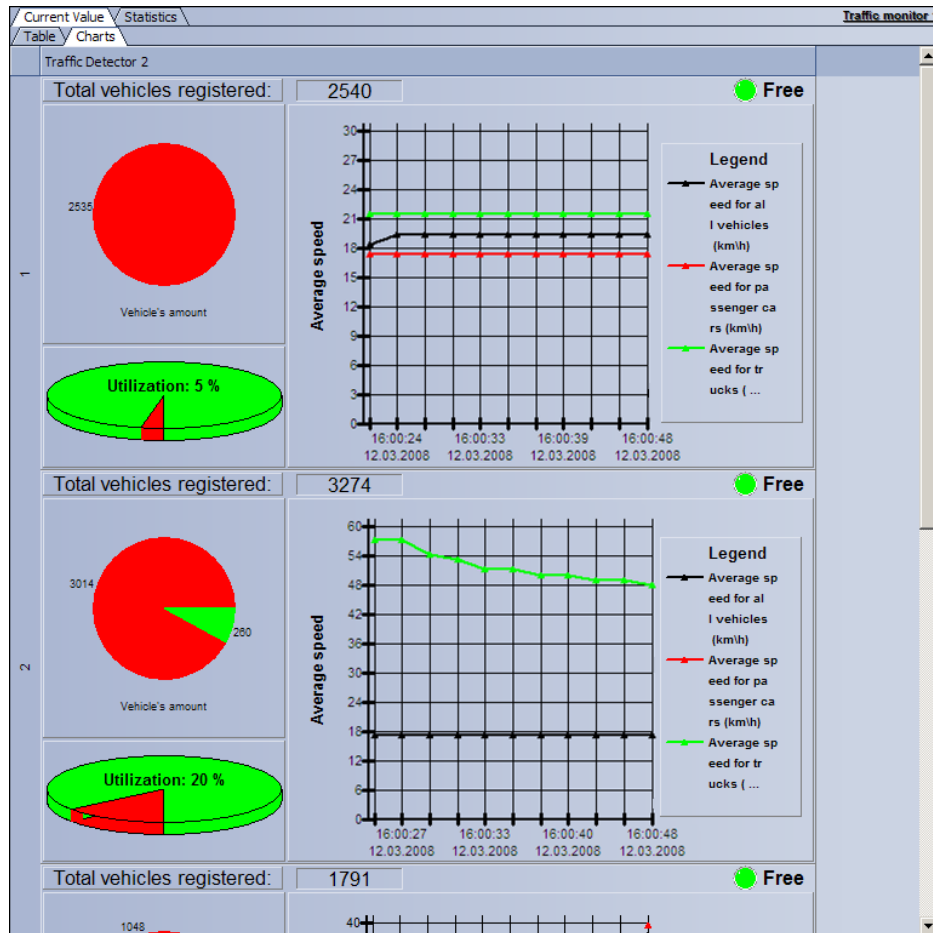 Current Value Statistics Traffic monitor
Table Charts
Traffic Detector 2
1
Total vehicles registered: 2540 Free
2535
Vehicle's amount
Utilization: 5 %
Average speed
30
27
24
21
18
15
12
9
6
3
0
16:00:24 16:00:33 16:00:39 16:00:48
12.03.2008 12.03.2008 12.03.2008 12.03.2008
Legend
Average sp
eed for al
l vehicles
(km\h)
Average sp
eed for pa
ssenger ca
rs (km\h)
Average sp
eed for tr
ucks ( ...
2
Total vehicles registered: 3274 Free
3014
260
Vehicle's amount
Utilization: 20 %
Average speed
60
54
48
42
36
30
24
18
12
6
0
16:00:27 16:00:33 16:00:40 16:00:48
12.03.2008 12.03.2008 12.03.2008 12.03.2008
Legend
Average sp
eed for al
l vehicles
(km\h)
Average sp
eed for pa
ssenger ca
rs (km\h)
Average sp
eed for tr
ucks ( ...
Total vehicles registered: 1791 Free
1048
40